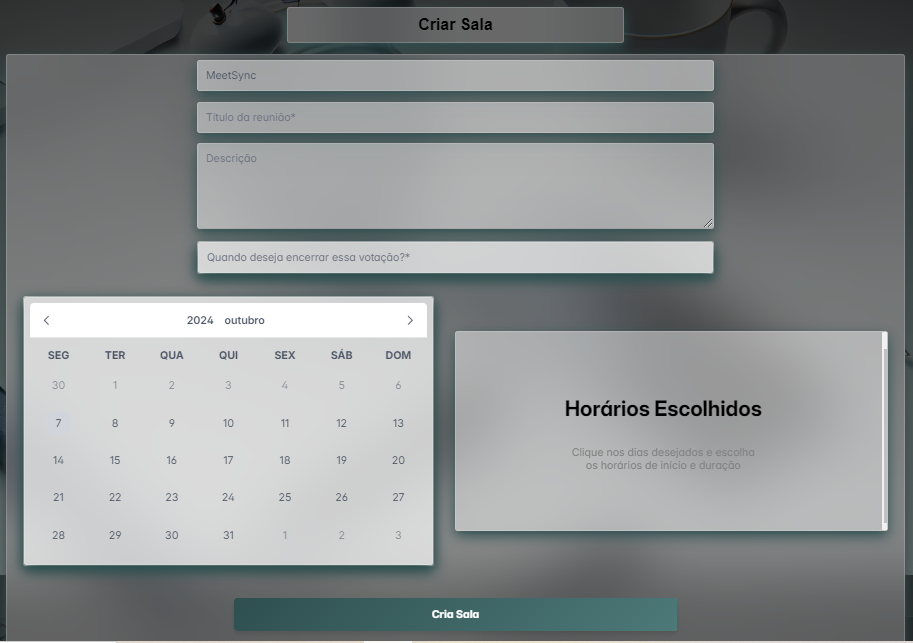 Criar Sala
MeetSync
Título da reunião*
Descrição
Quando deseja encerrar essa votação?*
2024 outubro
SEG TER QUA QUI SEX SÁB DOM
30 1 2 3 4 5 6
7 8 9 10 11 12 13
14 15 16 17 18 19 20
21 22 23 24 25 26 27
28 29 30 31 1 2 3
Horários Escolhidos
Clique nos dias desejados e escolha
os horários de início e duração
Cria Sala